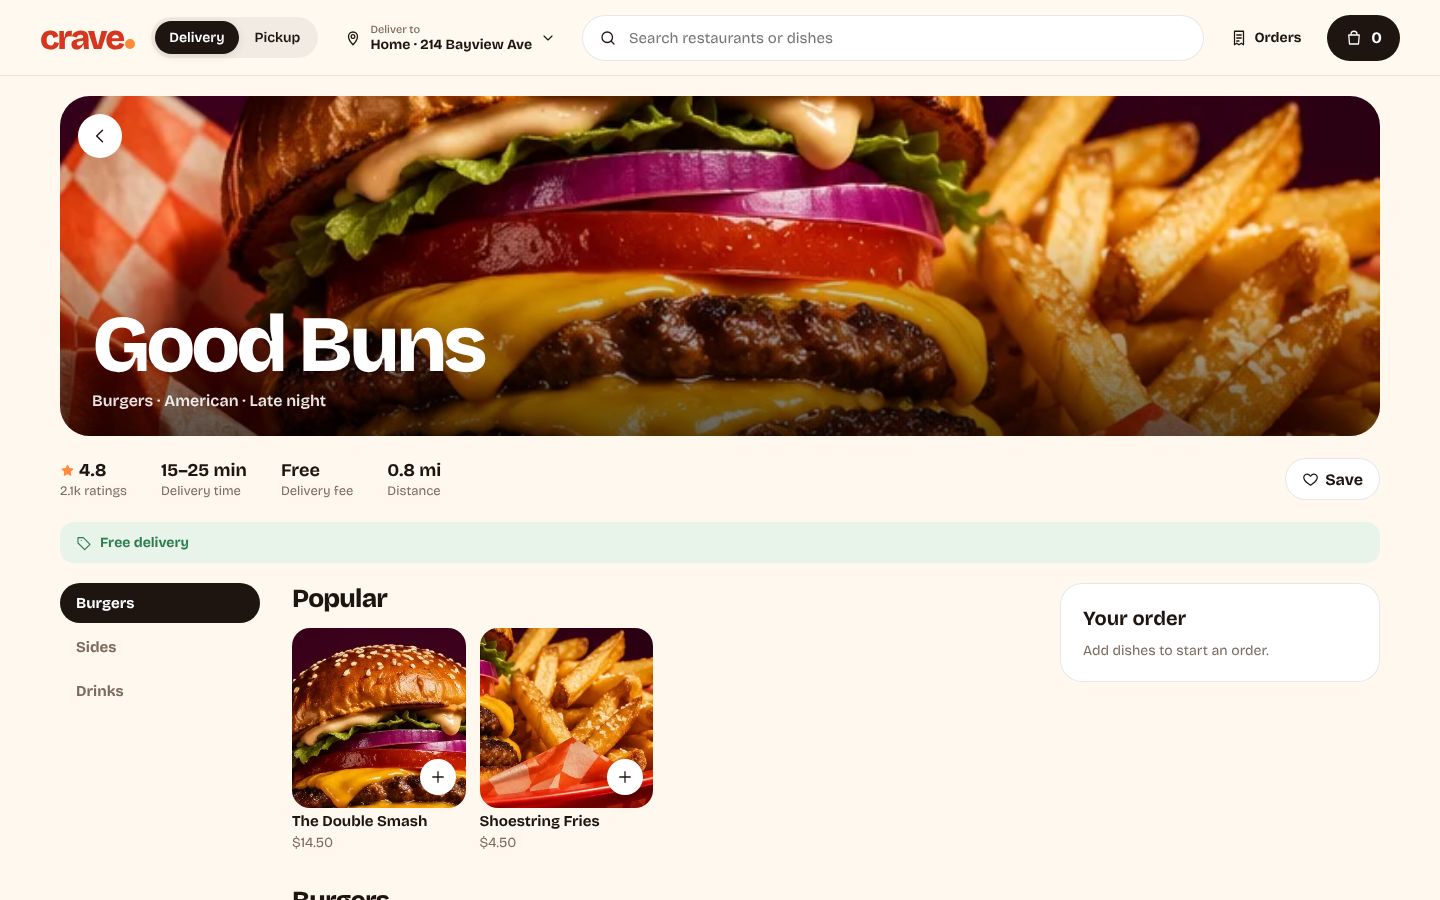 crave.
Delivery
Pickup
Deliver to
Home · 214 Bayview Ave
Search restaurants or dishes
Orders
0
Good Buns
Burgers · American · Late night
4.8
2.1k ratings
15–25 min
Delivery time
Free
Delivery fee
0.8 mi
Distance
Save
Free delivery
Burgers
Sides
Drinks
Popular
The Double Smash
$14.50
Shoestring Fries
$4.50
Your order
Add dishes to start an order.
Burgers